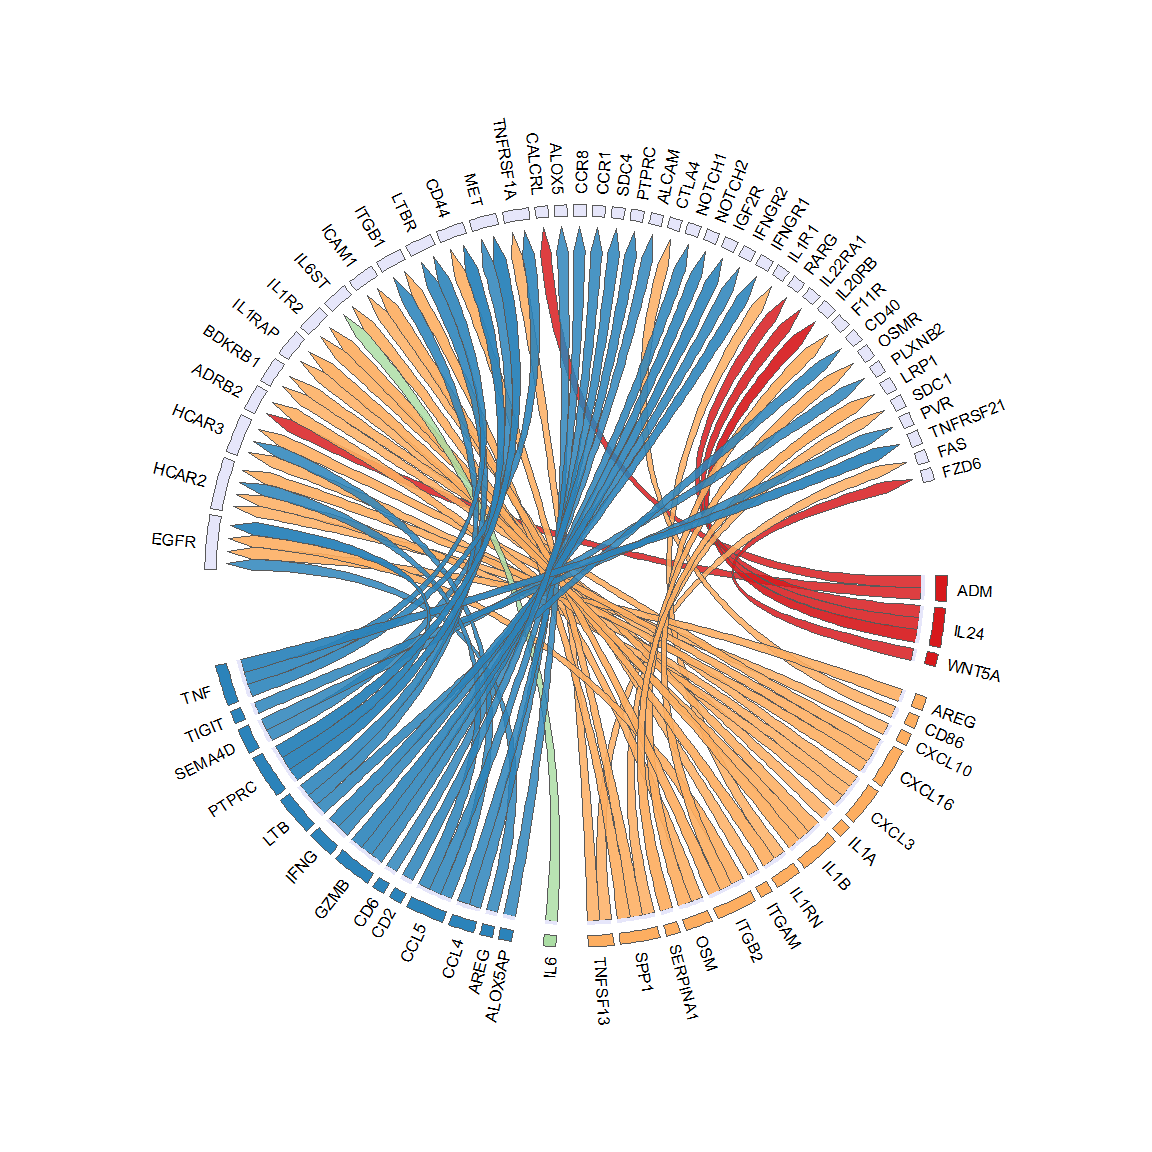 EGFR
HCAR2
HCAR3
ADRB2
BDKRB1
IL1RAP
IL1R2
IL6ST
ICAM1
ITGB1
LTBR
CD44
MET
TNFRSF1A
CALCRL
ALOX5
CCR8
CCR1
SDC4
PTPRC
ALCAM
CTLA4
NOTCH1
NOTCH2
IGF2R
IFNGR2
IFNGR1
IL1R1
RARG
IL22RA1
IL20RB
F11R
CD40
OSMR
PLXNB2
LRP1
SDC1
PVR
TNFRSF21
FAS
FZD6
ADM
IL24
WNT5A
AREG
CD86
CXCL10
CXCL16
CXCL3
IL1A
IL1B
IL1RN
ITGAM
ITGB2
OSM
SERPINA1
SPP1
TNFSF13
IL6
ALOX5AP
AREG
CCL4
CCL5
CD2
CD6
GZMB
IFNG
LTB
PTPRC
SEMA4D
TIGIT
TNF